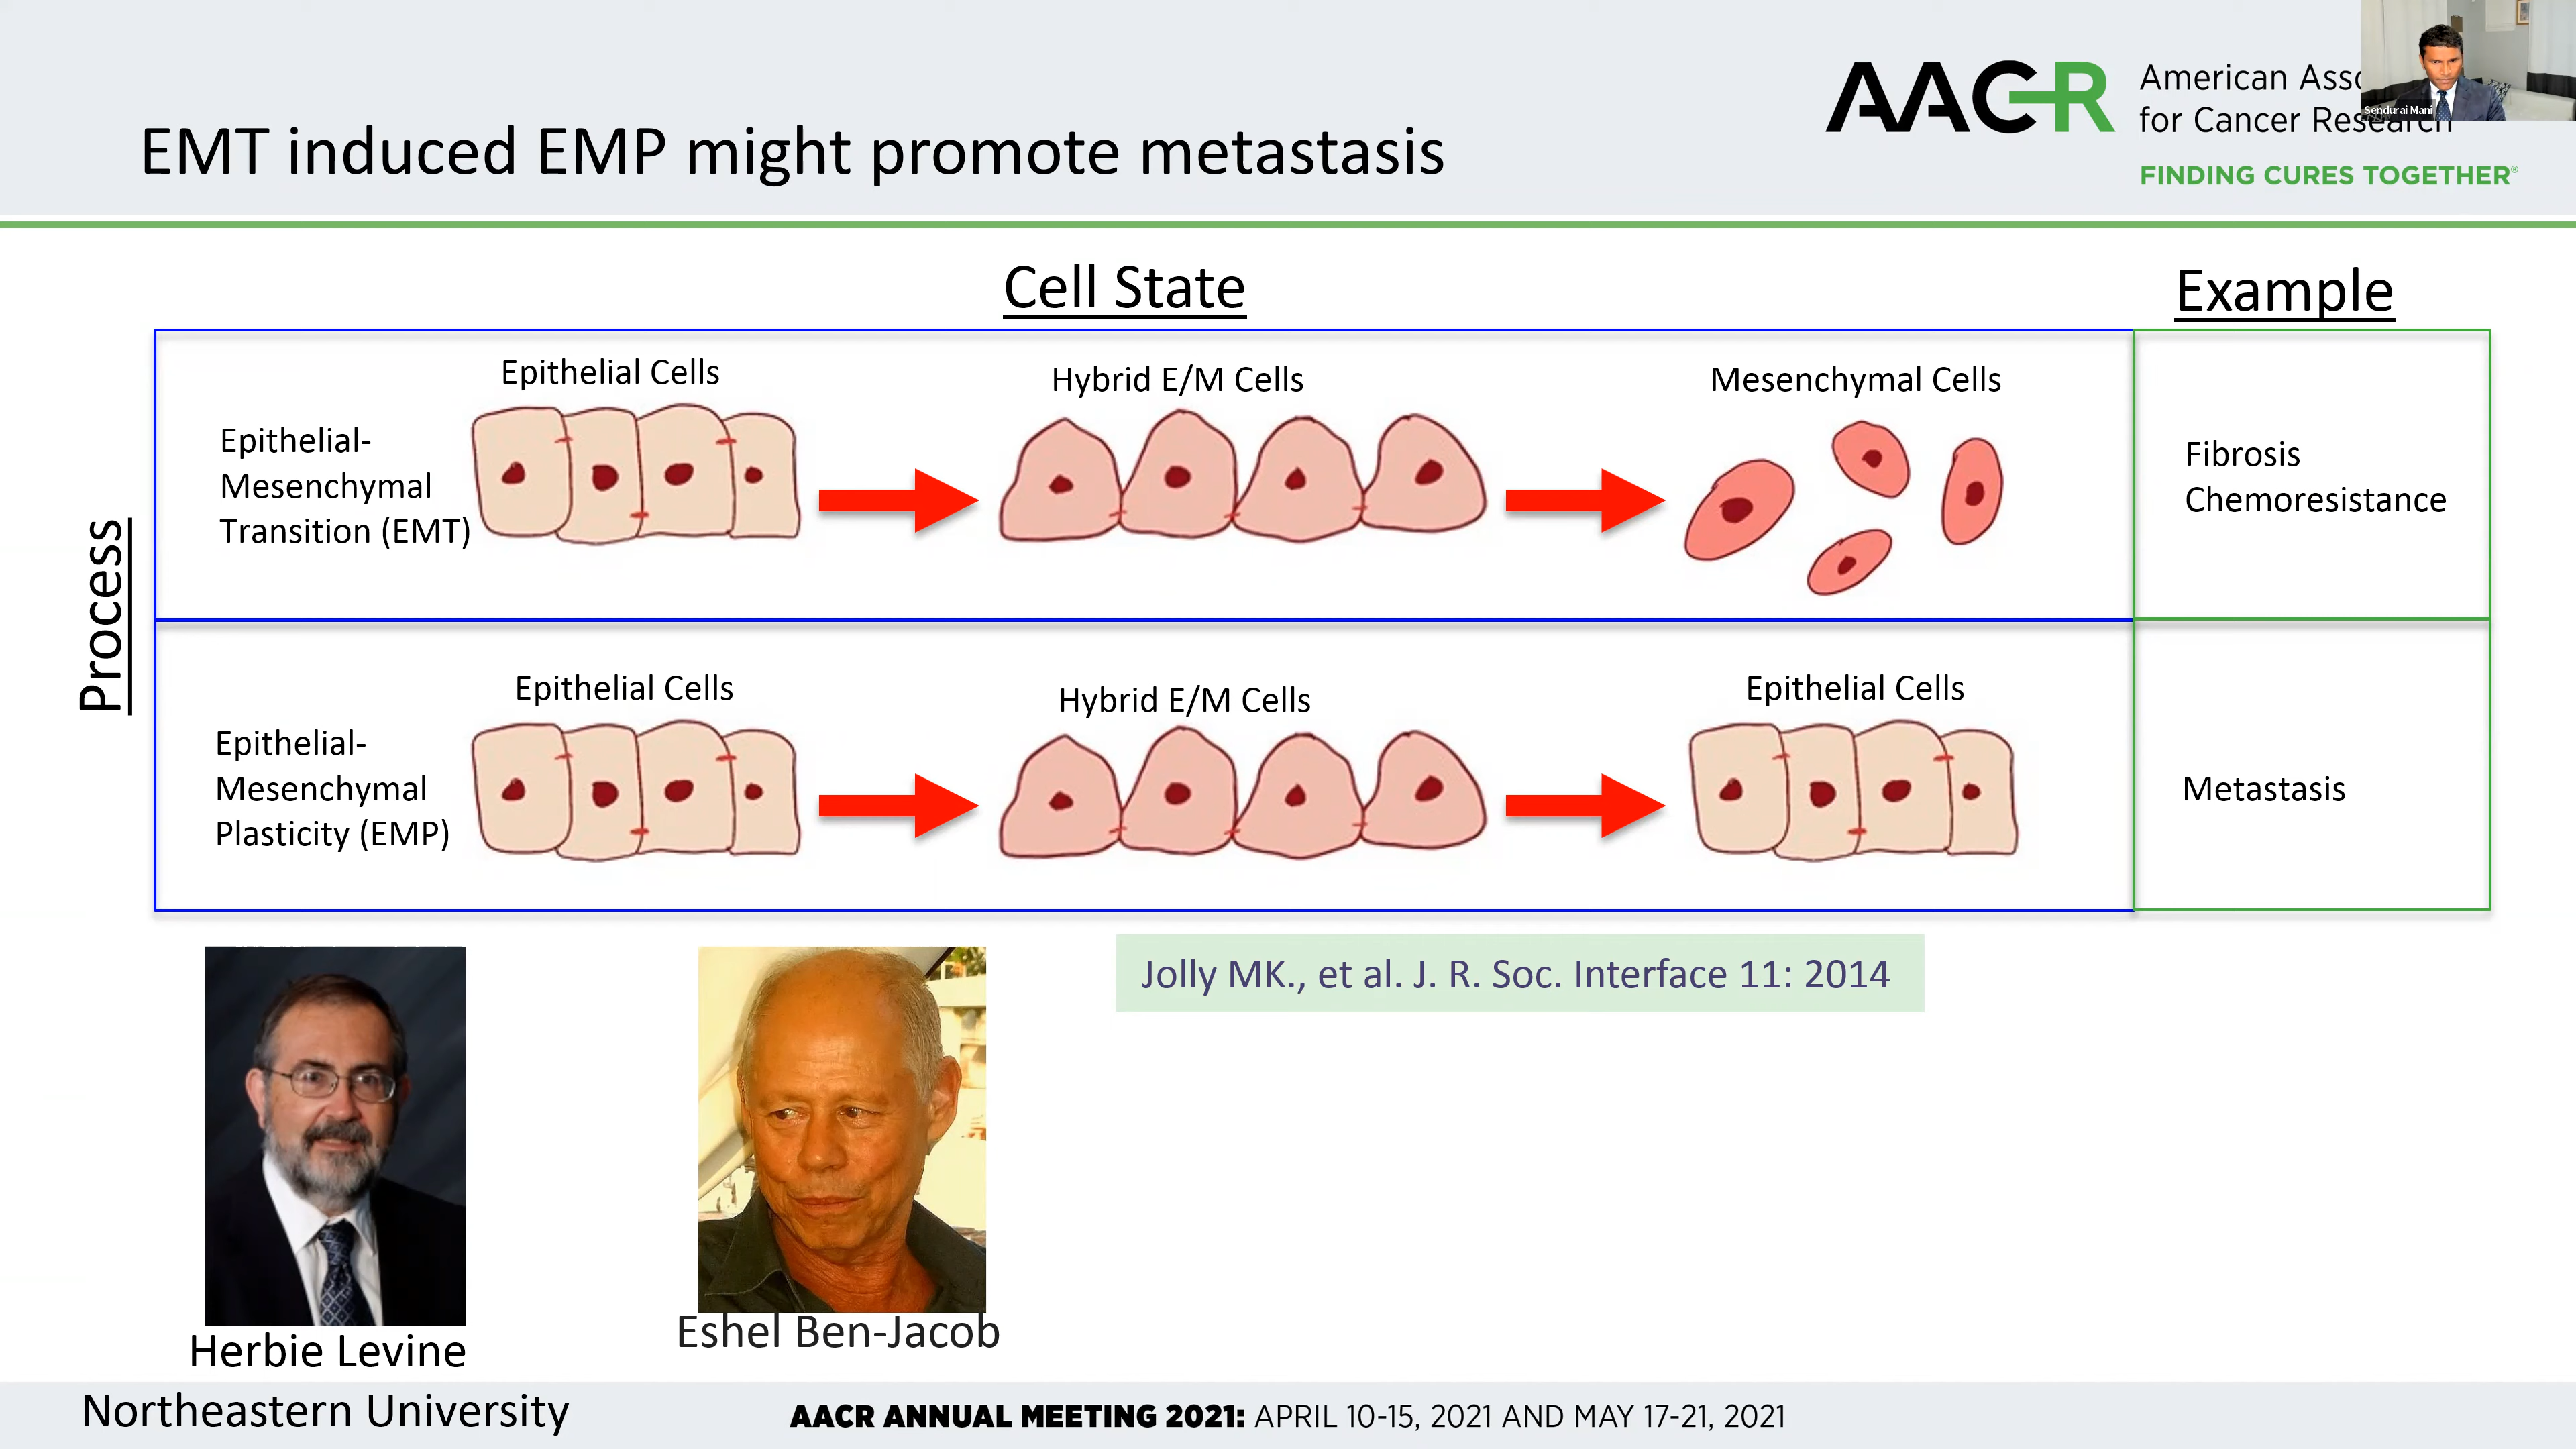 EMT induced EMP might promote metastasis
AACR
American Asso
for Cancer Research
FINDING CURES TOGETHER®
Sendurai Mani
Cell State
Example
Process
Epithelial-
Mesenchymal
Transition (EMT)
Epithelial Cells
Hybrid E/M Cells
Mesenchymal Cells
Fibrosis
Chemoresistance
Epithelial-
Mesenchymal
Plasticity (EMP)
Epithelial Cells
Hybrid E/M Cells
Epithelial Cells
Metastasis
Jolly MK., et al. J. R. Soc. Interface 11: 2014
Herbie Levine
Northeastern University
Eshel Ben-Jacob
AACR ANNUAL MEETING 2021: APRIL 10-15, 2021 AND MAY 17-21, 2021